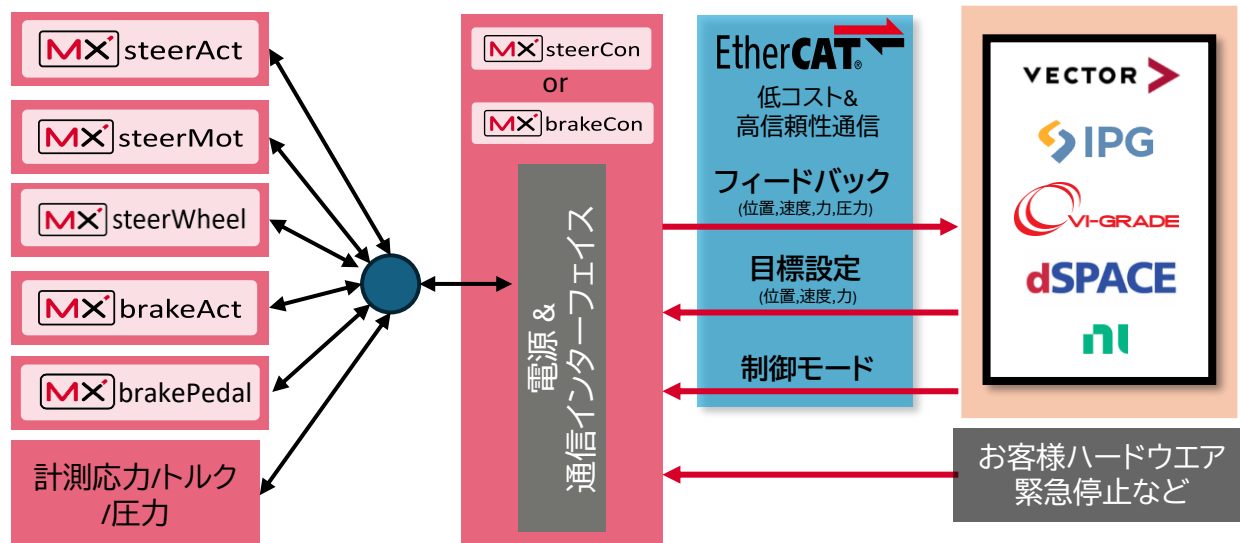 MX steerAct
MX steerMot
MX steerWheel
MX brakeAct
MX brakePedal
計測応力/トルク
/圧力
MX steerCon
or
MX brakeCon
電源 &
通信インターフェイス
EtherCAT®
低コスト&
高信頼性通信
フィードバック
(位置,速度,力,圧力)
目標設定
(位置,速度,力)
制御モード
VECTOR
IPG
VI-GRADE
dSPACE
ni
お客様ハードウエア
緊急停止など